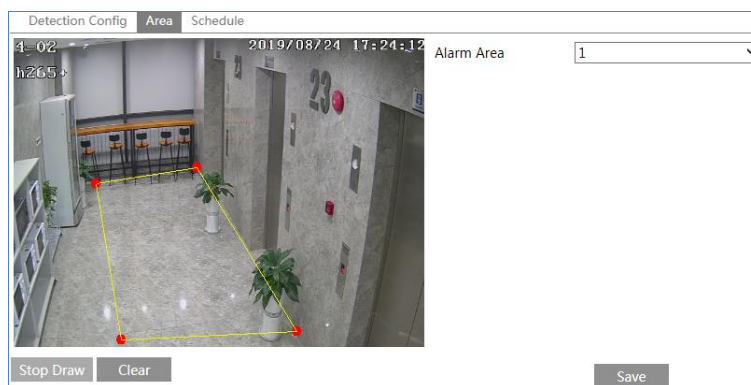 Detection Config Area Schedule
4-02 2019/08/24 17:24:12
h265+
23
23
Alarm Area 1
Stop Draw Clear
Save